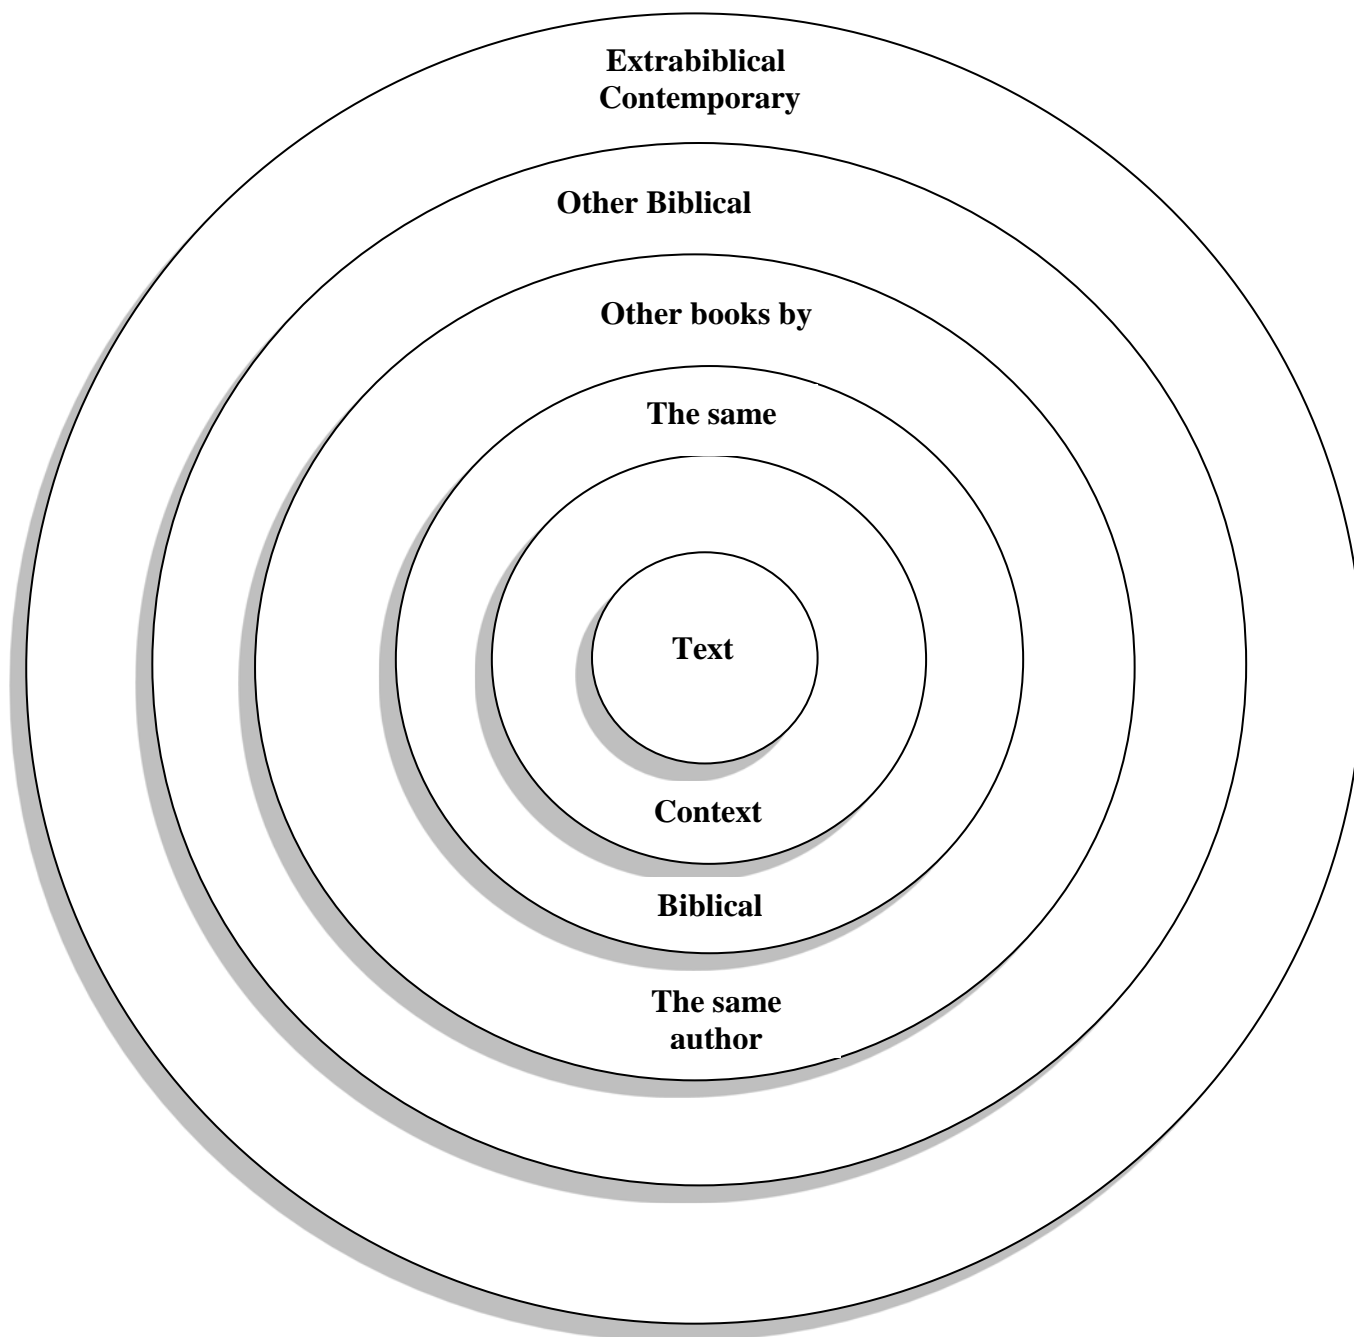 Extrabiblical
Contemporary
Other Biblical
Other books by
The same
Text
Context
Biblical
The same
author